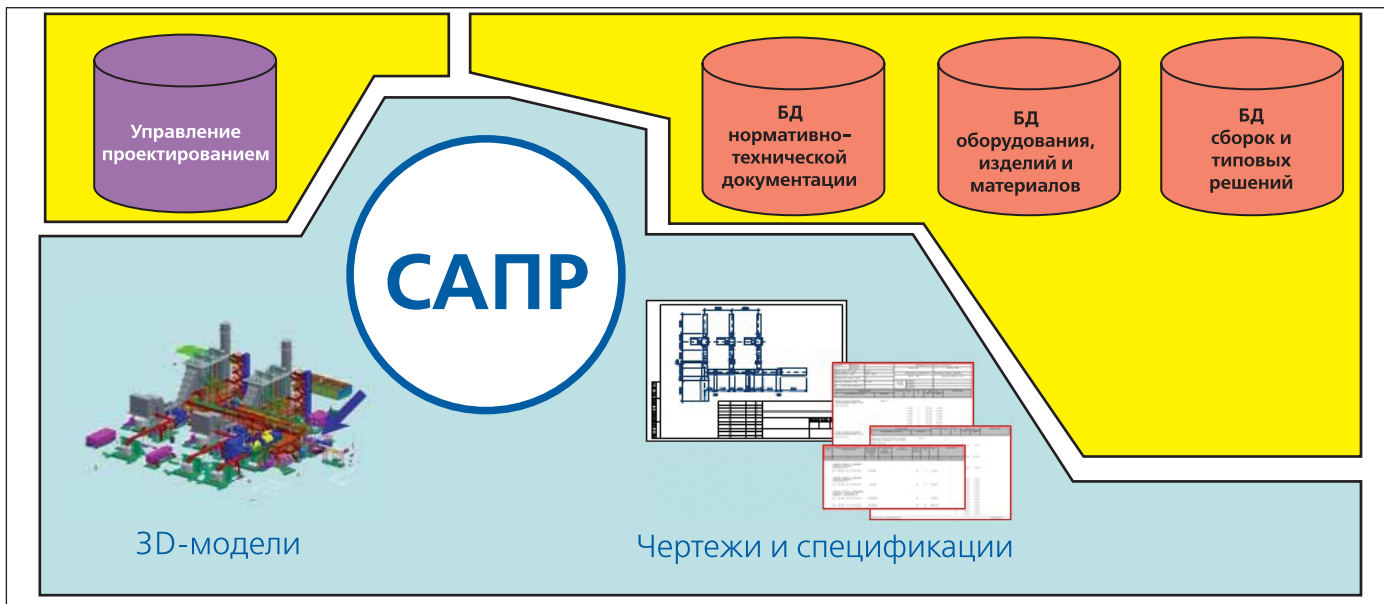 Управление
проектированием
БД
нормативно-
технической
документации
БД
оборудования,
изделий и
материалов
БД
сборок и
типовых
решений
САПР
3D-модели
Чертежи и спецификации